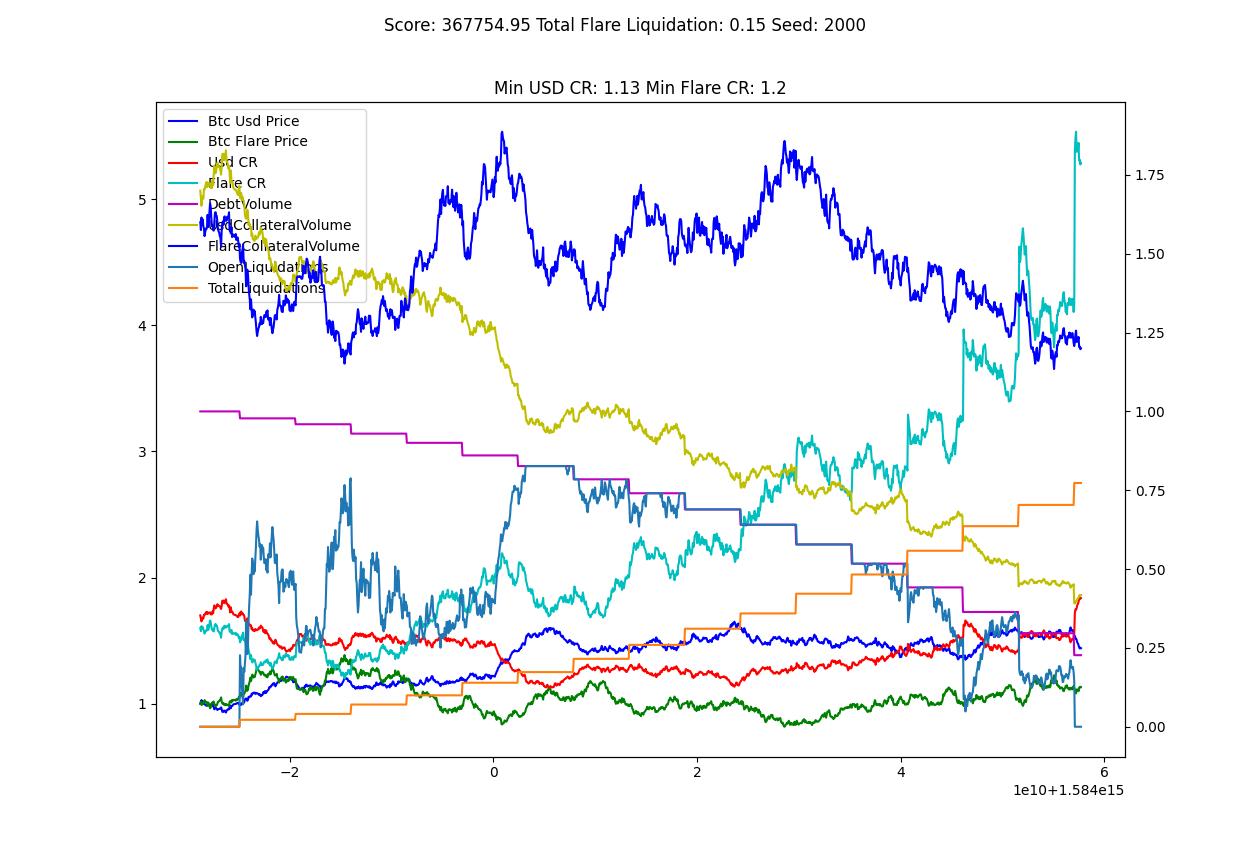 Score: 367754.95 Total Flare Liquidation: 0.15 Seed: 2000
Min USD CR: 1.13 Min Flare CR: 1.2
Btc Usd Price
Btc Flare Price
Usd CR
Flare CR
DebtVolume
UsdCollateralVolume
FlareCollateralVolume
OpenLiquidations
TotalLiquidations
5
4
3
2
1
1.75
1.50
1.25
1.00
0.75
0.50
0.25
0.00
−2
0
2
4
6
1e10+1.584e15